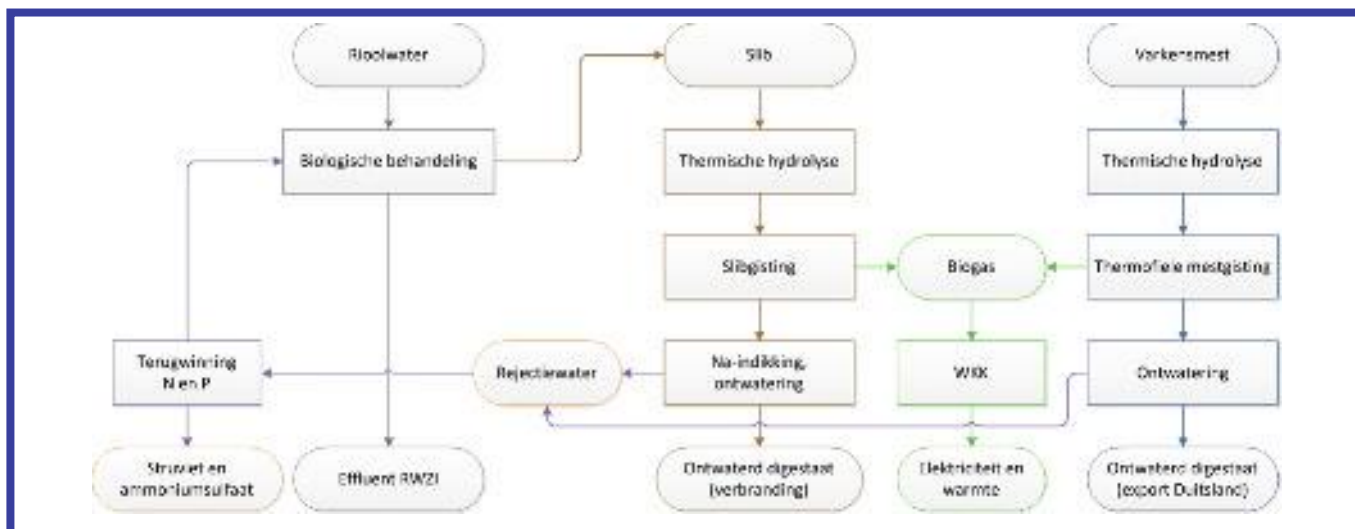 Rioolwater
Slib
Varkensmest
Biologische behandeling
Thermische hydrolyse
Thermische hydrolyse
Slibgisting
Biogas
Thermofiele mestgisting
Terugwinning
N en P
Rejectiewater
Na-indikking,
ontwatering
WKK
Ontwatering
Struviet en
ammoniumsulfaat
Effluent RWZI
Ontwaterd digestaat
(verbranding)
Elektriciteit en
warmte
Ontwaterd digestaat
(export Duitsland)